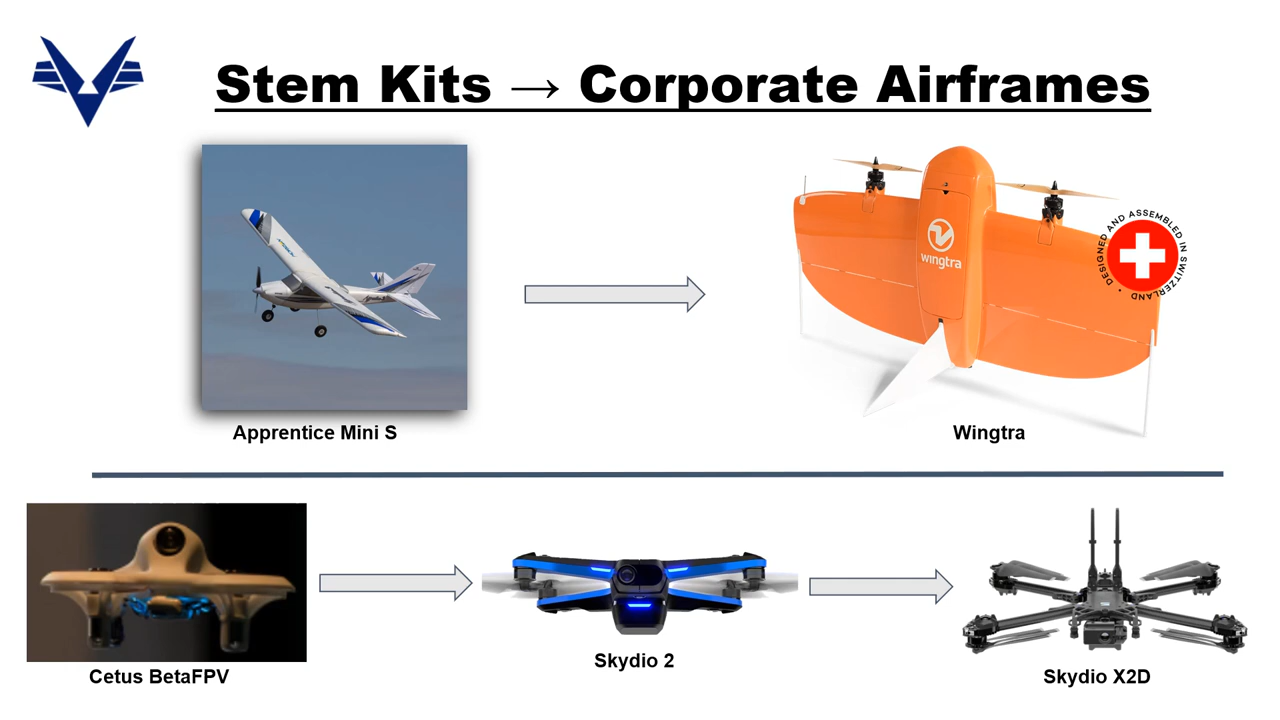 Stem Kits → Corporate Airframes
wingtra
DESIGNED AND ASSEMBLED IN SWITZERLAND •
Apprentice Mini S
Wingtra
Cetus BetaFPV
Skydio 2
Skydio X2D